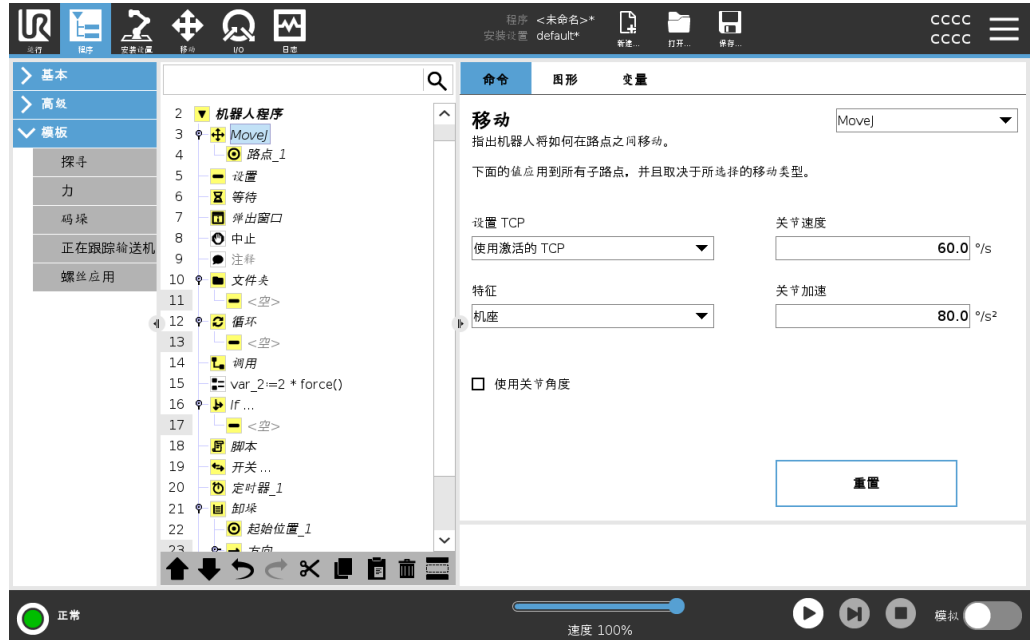 程序 <未命名>*
安装设置 default*
CCCC
CCCC
运行
程序
安装设置
移动
I/O
日志
新建...
打开...
保存...
基本
高级
模板
探寻
力
码垛
正在跟踪输送机
螺丝应用
2 机器人程序
3 MoveJ
4 路点_1
5 设置
6 等待
7 弹出窗口
8 中止
9 注释
10 文件夹
11 <空>
12 循环
13 <空>
14 调用
15 var_2≔2 * force()
16 If ...
17 <空>
18 脚本
19 开关 ...
20 定时器_1
21 卸垛
22 起始位置_1
23 方向
命令 图形 变量
移动
MoveJ
指出机器人将如何在路点之间移动。
下面的值应用到所有子路点，并且取决于所选择的移动类型。
设置 TCP
关节速度
使用激活的 TCP
60.0 °/s
特征
关节加速
机座
80.0 °/s²
使用关节角度
重置
正常
速度 100%
模拟